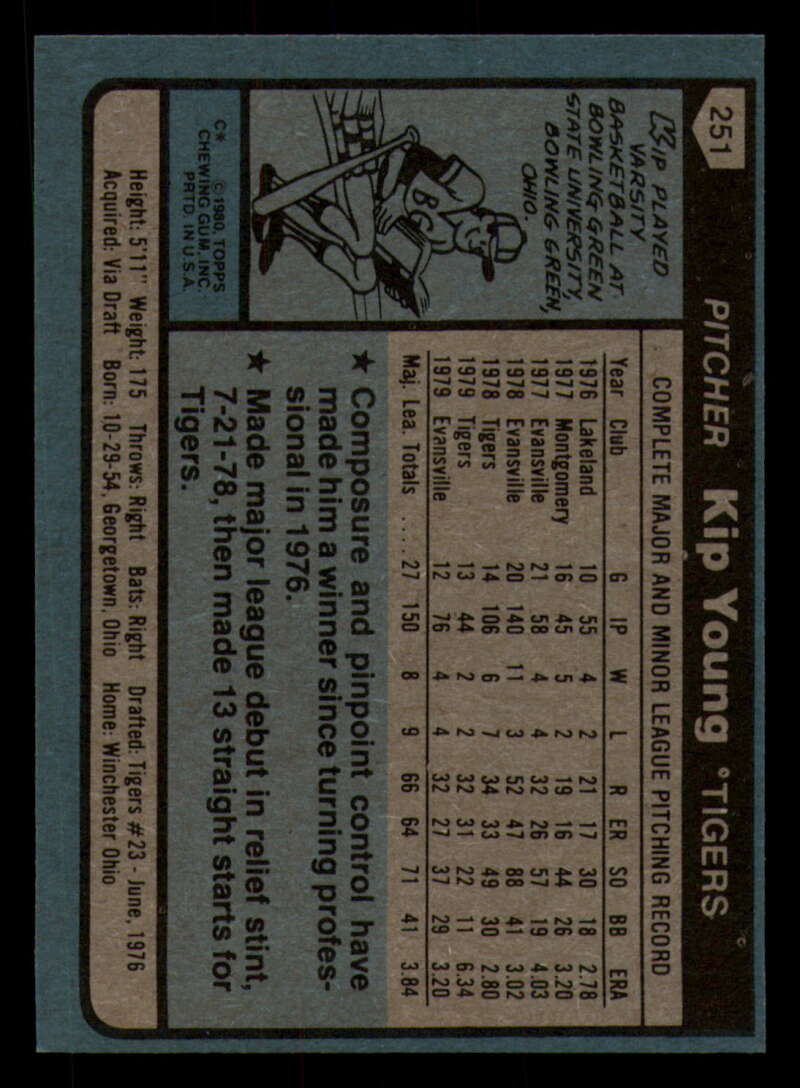 251
PITCHER Kip Young • TIGERS
KIP PLAYED
VARSITY
BASKETBALL AT
BOWLING GREEN
STATE UNIVERSITY,
BOWLING GREEN,
OHIO.
BG
C* © 1980, TOPPS
CHEWING GUM, INC.
PRTD. IN U.S.A.
COMPLETE MAJOR AND MINOR LEAGUE PITCHING RECORD
Year Club G IP W L R ER SO BB ERA
1976 Lakeland 10 55 4 2 21 17 30 18 2.78
1977 Montgomery 16 45 5 2 19 16 44 26 3.20
1977 Evansville 21 58 4 4 32 26 57 19 4.03
1978 Evansville 20 140 11 3 52 47 88 41 3.02
1978 Tigers 14 106 6 7 34 33 49 30 2.80
1979 Tigers 13 44 2 2 32 31 22 11 6.34
1979 Evansville 12 76 4 4 32 27 37 29 3.20
Maj. Lea. Totals .... 27 150 8 9 66 64 71 41 3.84
★ Composure and pinpoint control have
made him a winner since turning profes-
sional in 1976.
★ Made major league debut in relief stint,
7-21-78, then made 13 straight starts for
Tigers.
Height: 5'11" Weight: 175 Throws: Right Bats: Right Drafted: Tigers #23 - June, 1976
Acquired: Via Draft Born: 10-29-54, Georgetown, Ohio Home: Winchester Ohio